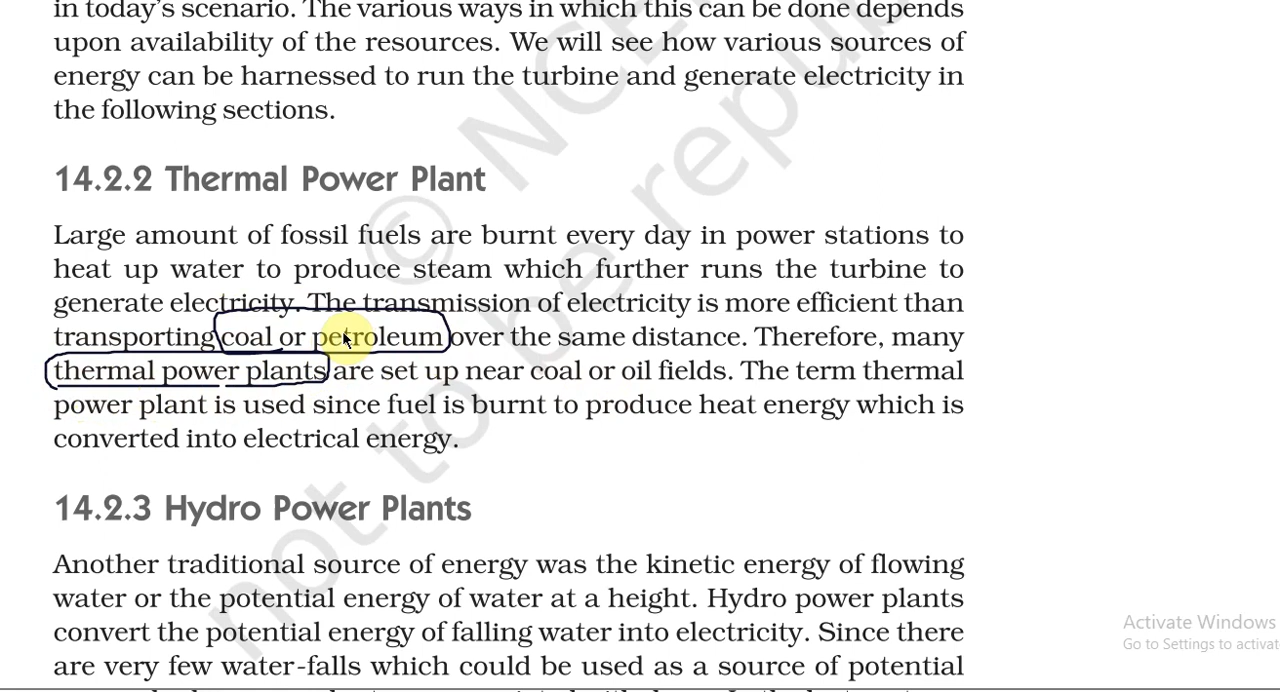 in today's scenario. The various ways in which this can be done depends
upon availability of the resources. We will see how various sources of
energy can be harnessed to run the turbine and generate electricity in
the following sections.
14.2.2 Thermal Power Plant
Large amount of fossil fuels are burnt every day in power stations to
heat up water to produce steam which further runs the turbine to
generate electricity. The transmission of electricity is more efficient than
transporting coal or petroleum over the same distance. Therefore, many
thermal power plants are set up near coal or oil fields. The term thermal
power plant is used since fuel is burnt to produce heat energy which is
converted into electrical energy.
14.2.3 Hydro Power Plants
Another traditional source of energy was the kinetic energy of flowing
water or the potential energy of water at a height. Hydro power plants
convert the potential energy of falling water into electricity. Since there
are very few water-falls which could be used as a source of potential
© NCE
not to be repu
Activate Windows
Go to Settings to activat